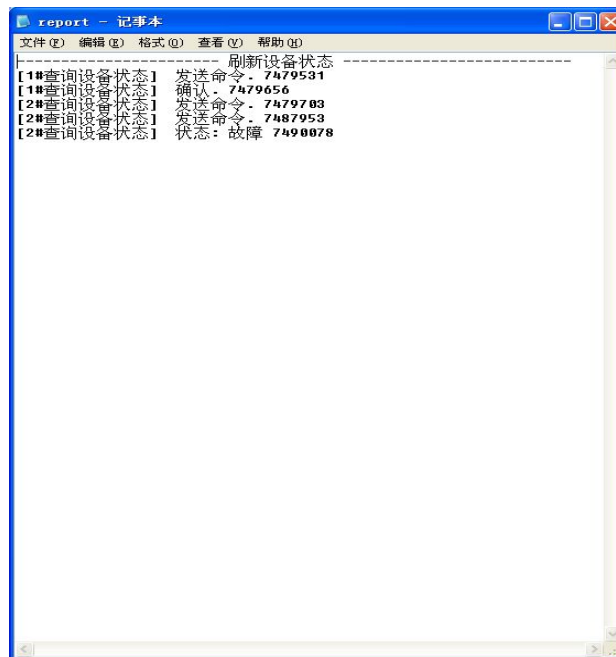 report - 记事本
文件(F) 编辑(E) 格式(O) 查看(V) 帮助(H)
------------------------ 刷新设备状态 ---------------------------
[1#查询设备状态] 发送命令. 7479531
[1#查询设备状态] 确认. 7479656
[2#查询设备状态] 发送命令. 7479703
[2#查询设备状态] 发送命令. 7487953
[2#查询设备状态] 状态: 故障 7490078